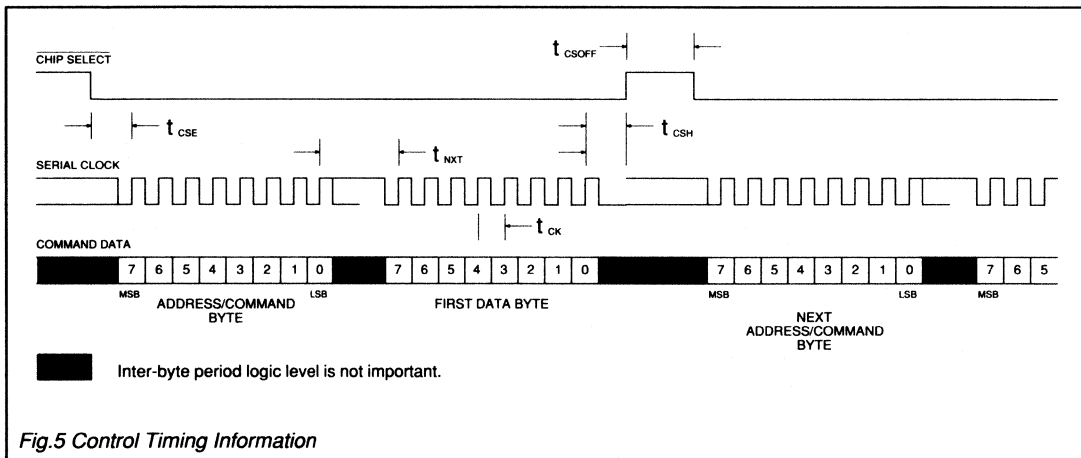 t CSOFF
CHIP SELECT
t CSE
t CSH
SERIAL CLOCK
t NXT
t CK
COMMAND DATA
7 6 5 4 3 2 1 0 7 6 5 4 3 2 1 0 7 6 5 4 3 2 1 0 7 6 5
MSB LSB MSB LSB MSB
ADDRESS/COMMAND
BYTE
FIRST DATA BYTE
NEXT
ADDRESS/COMMAND
BYTE
Inter-byte period logic level is not important.
Fig.5 Control Timing Information